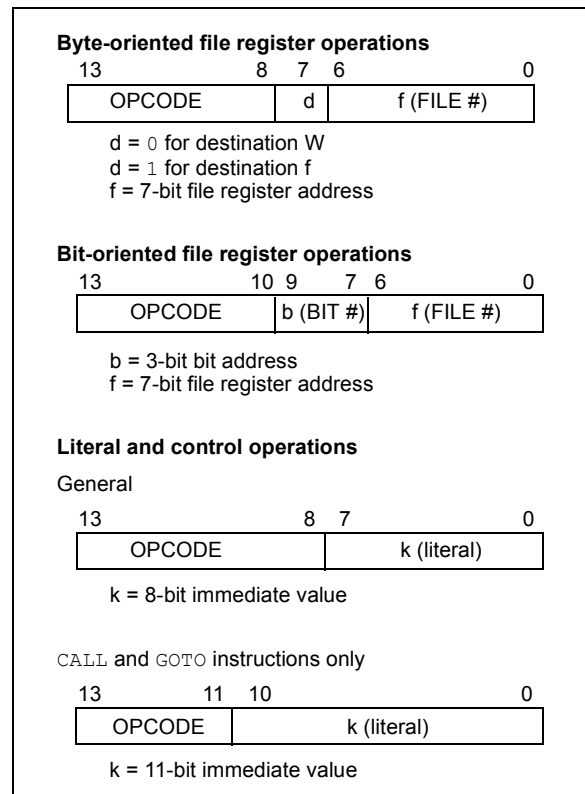 Byte-oriented file register operations
13 8 7 6 0
OPCODE d f (FILE #)
d = 0 for destination W
d = 1 for destination f
f = 7-bit file register address
Bit-oriented file register operations
13 10 9 7 6 0
OPCODE b (BIT #) f (FILE #)
b = 3-bit bit address
f = 7-bit file register address
Literal and control operations
General
13 8 7 0
OPCODE k (literal)
k = 8-bit immediate value
CALL and GOTO instructions only
13 11 10 0
OPCODE k (literal)
k = 11-bit immediate value